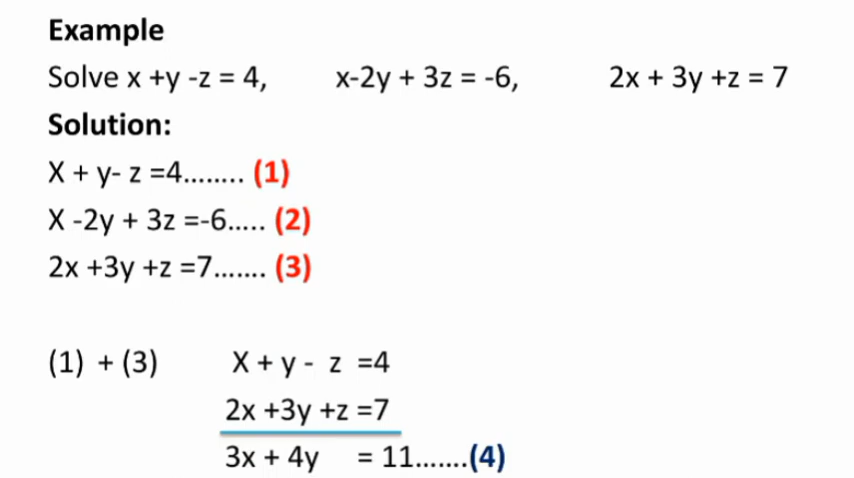 Example
Solve x +y -z = 4, x-2y + 3z = -6, 2x + 3y +z = 7
Solution:
X + y- z =4........ (1)
X -2y + 3z =-6..... (2)
2x +3y +z =7....... (3)
(1) + (3) X + y - z =4
2x +3y +z =7
3x + 4y = 11.......(4)